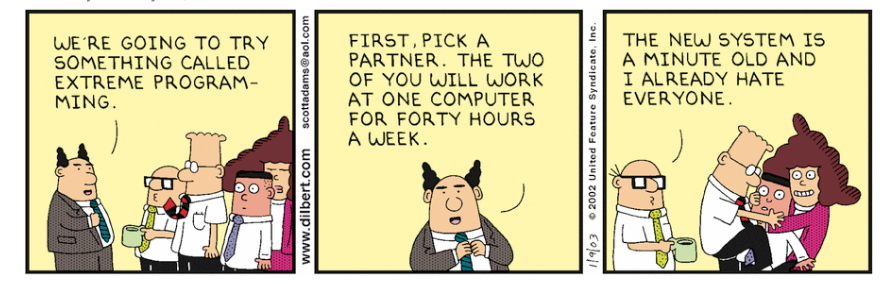 WE'RE GOING TO TRY
SOMETHING CALLED
EXTREME PROGRAM-
MING.
www.dilbert.com scottadams@aol.com
FIRST, PICK A
PARTNER. THE TWO
OF YOU WILL WORK
AT ONE COMPUTER
FOR FORTY HOURS
A WEEK.
1/9/03 © 2002 United Feature Syndicate, Inc.
THE NEW SYSTEM IS
A MINUTE OLD AND
I ALREADY HATE
EVERYONE.